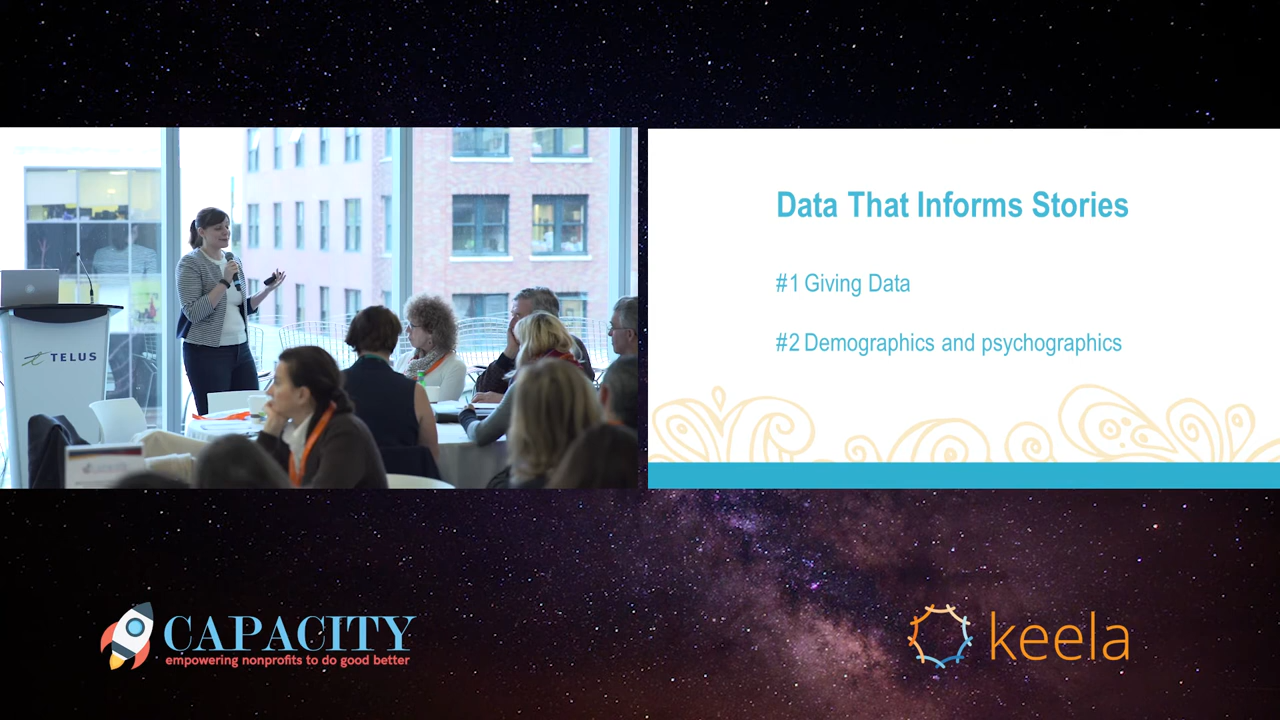 TELUS
Data That Informs Stories
#1 Giving Data
#2 Demographics and psychographics
CAPACITY
empowering nonprofits to do good better
keela